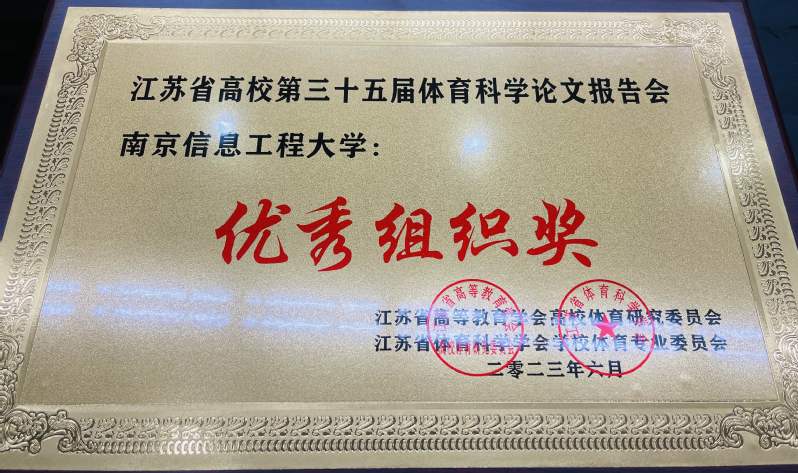 江苏省高校第三十五届体育科学论文报告会
南京信息工程大学：
优秀组织奖
江苏省高等教育学会高校体育研究委员会
江苏省体育科学学会学校体育专业委员会
二零二三年六月